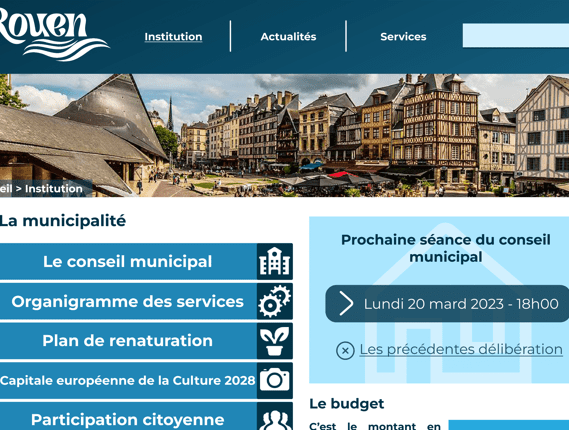 Rouen
Institution
Actualités
Services
eil > Institution
La municipalité
Le conseil municipal
Organigramme des services
Plan de renaturation
Capitale européenne de la Culture 2028
Participation citoyenne
Prochaine séance du conseil
municipal
Lundi 20 mard 2023 - 18h00
Les précédentes délibération
Le budget
C’est le montant en